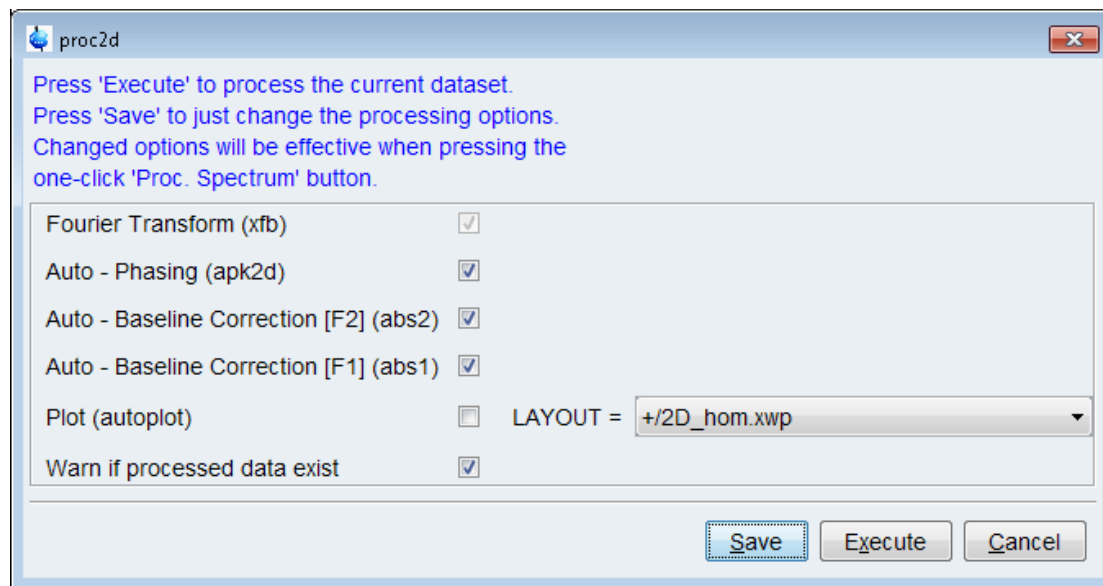 proc2d
Press 'Execute' to process the current dataset.
Press 'Save' to just change the processing options.
Changed options will be effective when pressing the
one-click 'Proc. Spectrum' button.
Fourier Transform (xfb)
Auto - Phasing (apk2d)
Auto - Baseline Correction [F2] (abs2)
Auto - Baseline Correction [F1] (abs1)
Plot (autoplot) LAYOUT = +/2D_hom.xwp
Warn if processed data exist
Save Execute Cancel